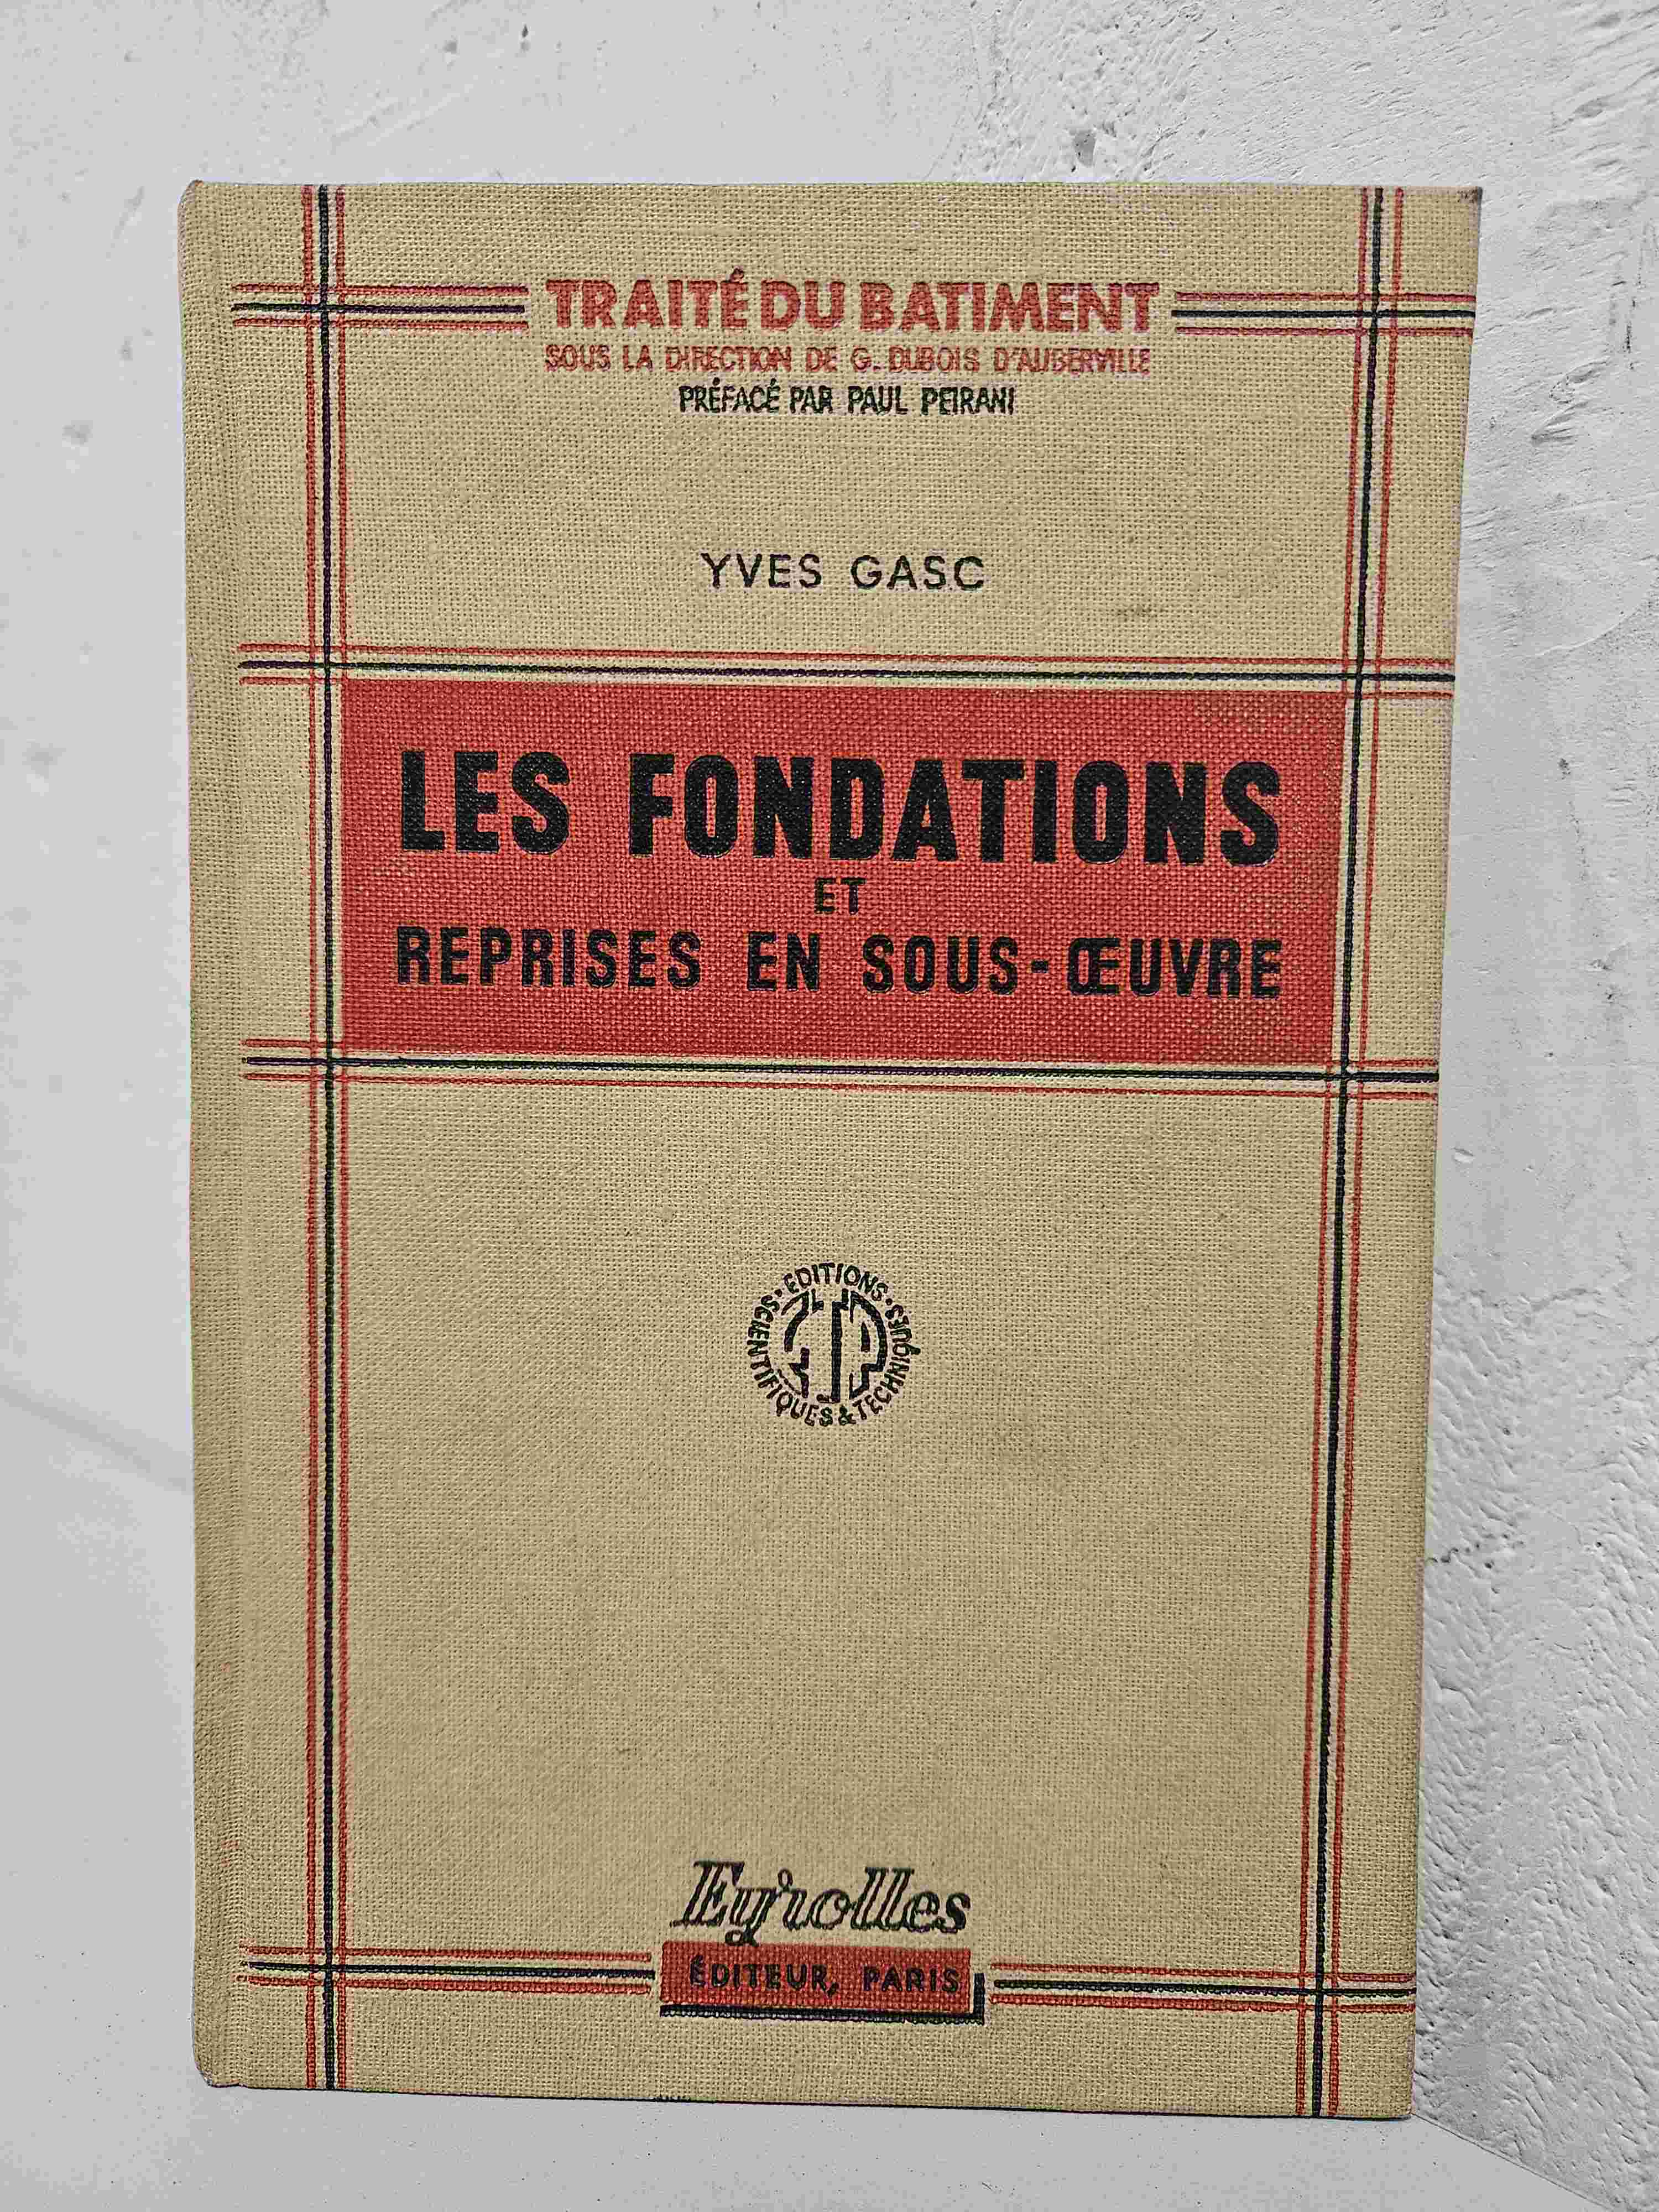 TRAITÉ DU BATIMENT
SOUS LA DIRECTION DE G. DUBOIS D'AUBERVILLE
PRÉFACÉ PAR PAUL PEIRANI
YVES GASC
LES FONDATIONS
ET
REPRISES EN SOUS-ŒUVRE
ÉDITIONS • SCIENTIFIQUES & TECHNIQUES •
Eyrolles
ÉDITEUR, PARIS